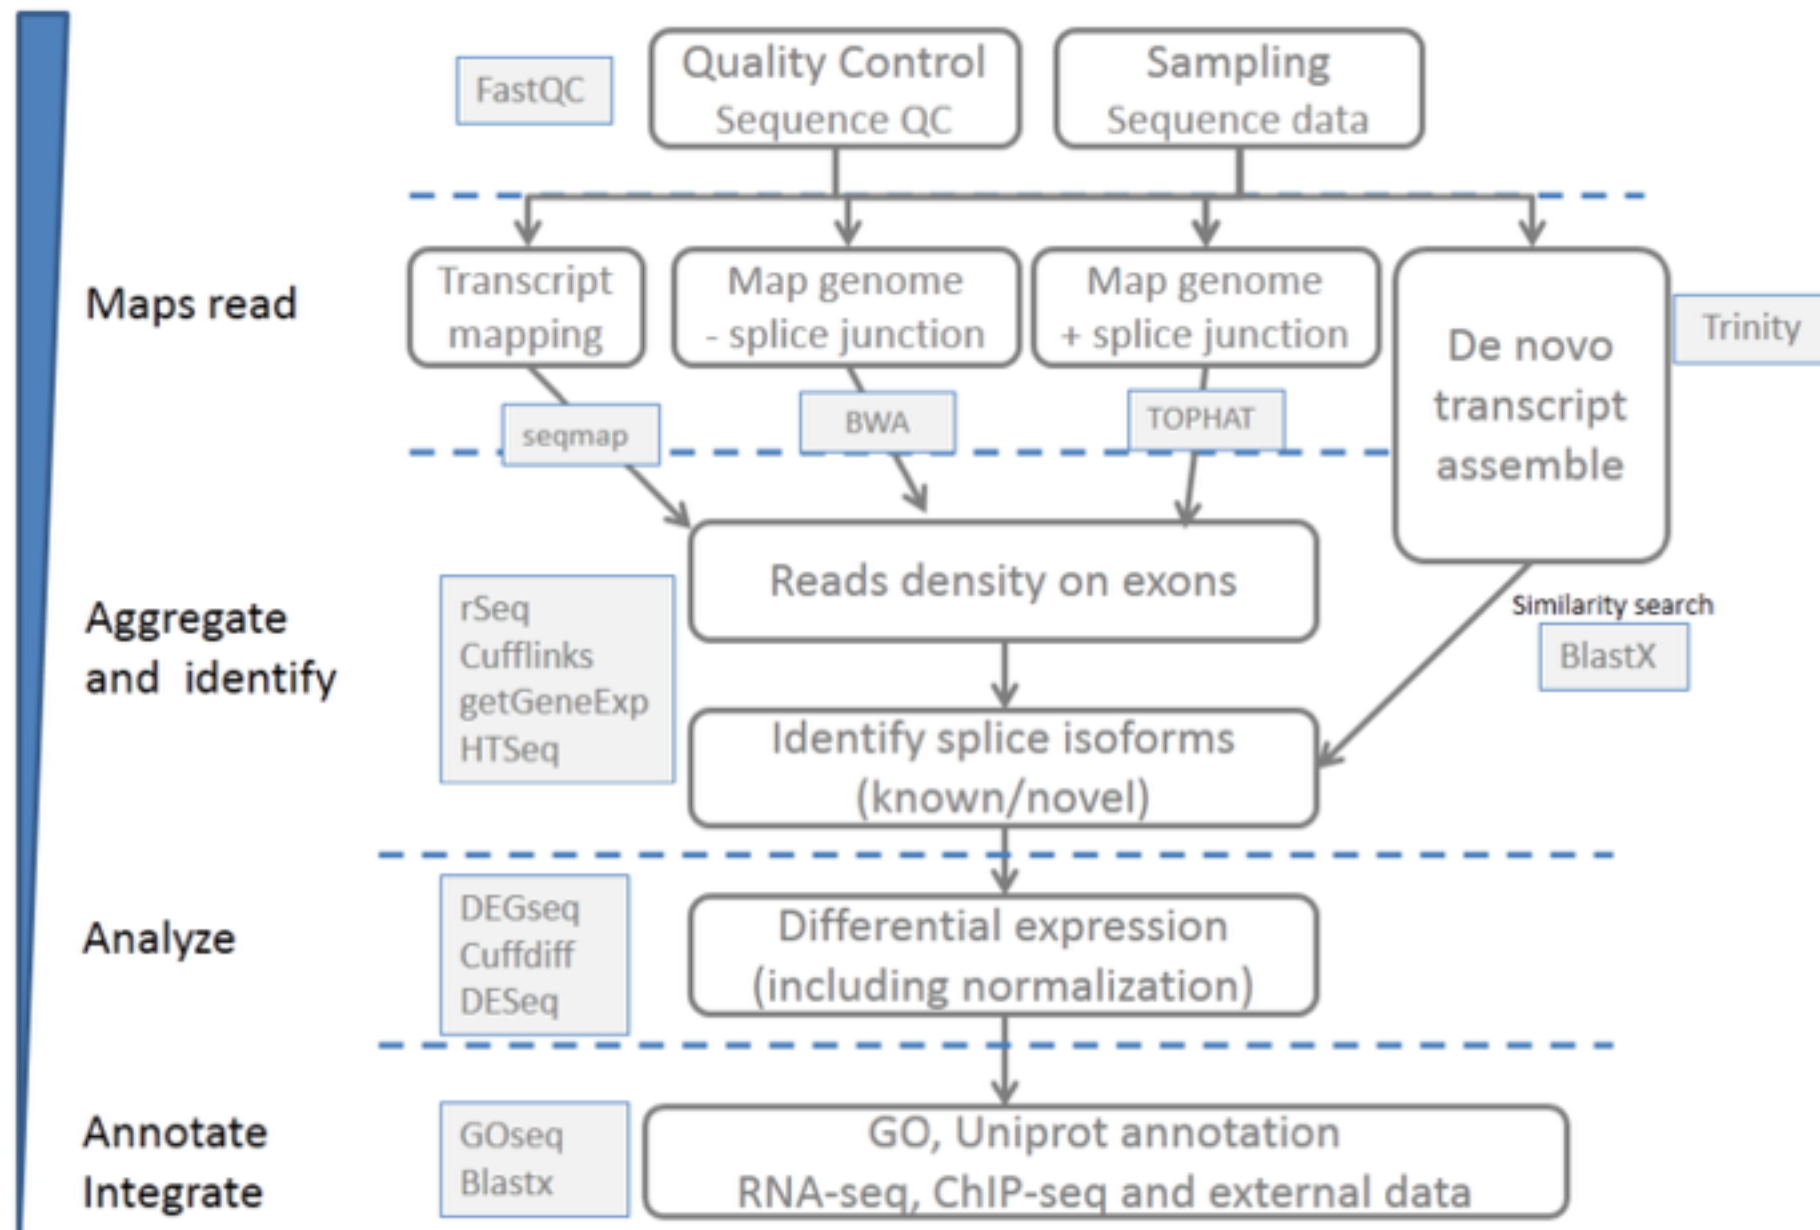 FastQC
Quality Control
Sequence QC
Sampling
Sequence data
Maps read
Transcript
mapping
Map genome
- splice junction
Map genome
+ splice junction
De novo
transcript
assemble
Trinity
seqmap
BWA
TOPHAT
Aggregate
and identify
rSeq
Cufflinks
getGeneExp
HTSeq
Reads density on exons
Similarity search
BlastX
Identify splice isoforms
(known/novel)
Analyze
DEGseq
Cuffdiff
DESeq
Differential expression
(including normalization)
Annotate
Integrate
GOseq
Blastx
GO, Uniprot annotation
RNA-seq, ChIP-seq and external data